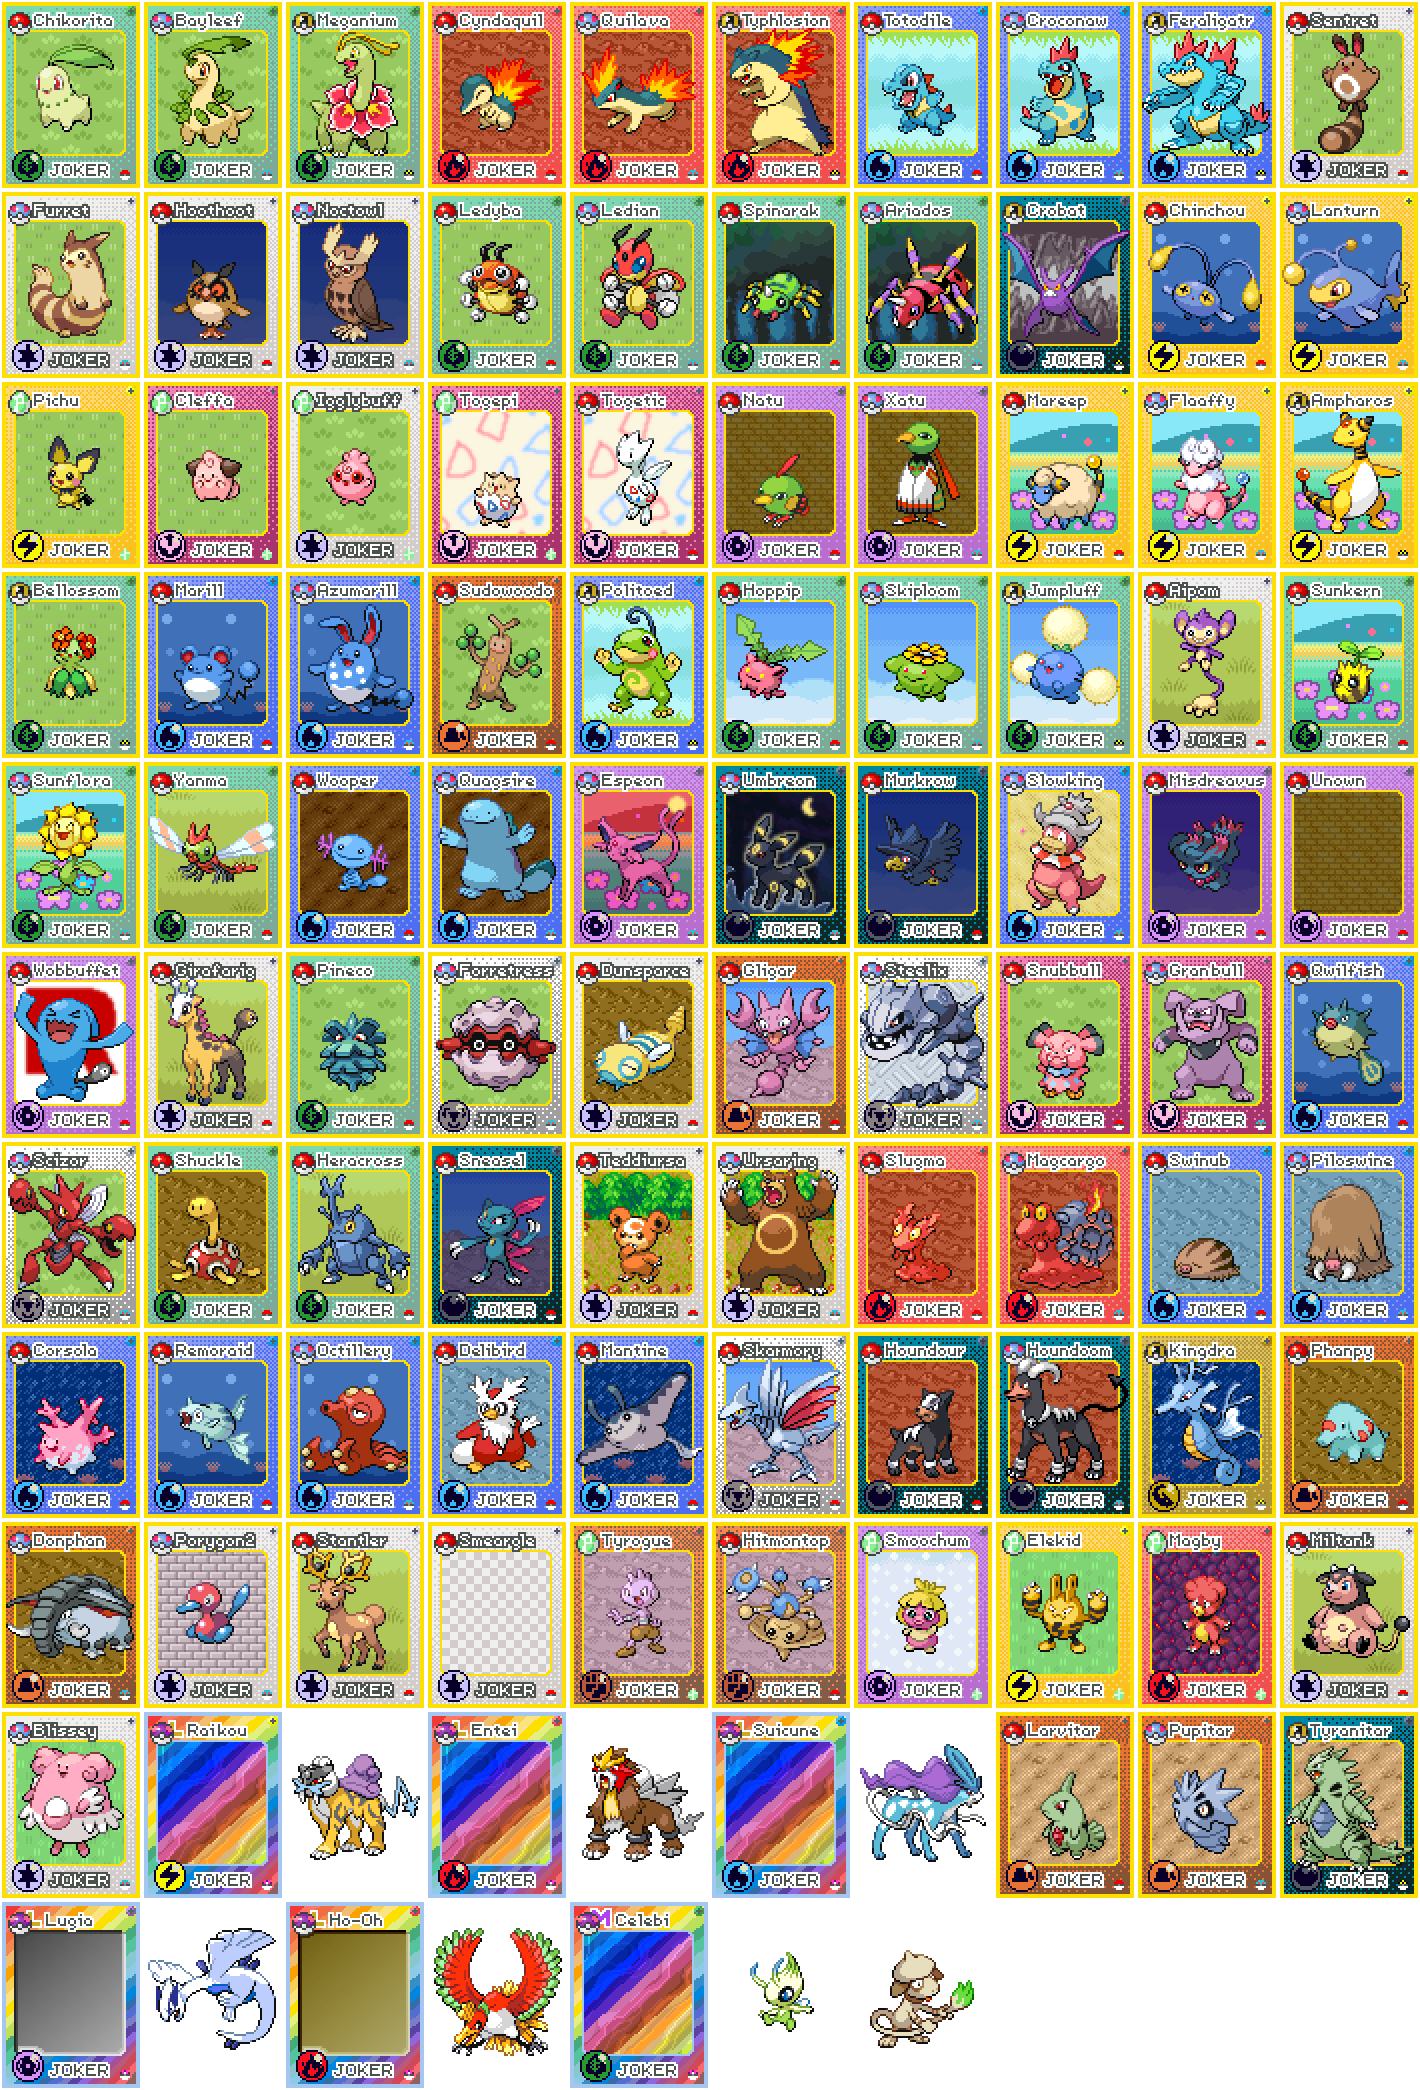 Chikorita Bayleef Meganium Cyndaquil Quilava Typhlosion Totodile Croconaw Feraligatr Sentret
JOKER JOKER JOKER JOKER JOKER JOKER JOKER JOKER JOKER JOKER
Furret Hoothoot Noctowl Ledyba Ledian Spinarak Ariados Crobat Chinchou Lanturn
JOKER JOKER JOKER JOKER JOKER JOKER JOKER JOKER JOKER JOKER
Pichu Cleffa Igglybuff Togepi Togetic Natu Xatu Mareep Flaaffy Ampharos
JOKER JOKER JOKER JOKER JOKER JOKER JOKER JOKER JOKER JOKER
Bellossom Marill Azumarill Sudowoodo Politoed Hoppip Skiploom Jumpluff Aipom Sunkern
JOKER JOKER JOKER JOKER JOKER JOKER JOKER JOKER JOKER JOKER
Sunflora Yanma Wooper Quagsire Espeon Umbreon Murkrow Slowking Misdreavus Unown
JOKER JOKER JOKER JOKER JOKER JOKER JOKER JOKER JOKER JOKER
Wobbuffet Girafarig Pineco Forretress Dunsparce Gligar Steelix Snubbull Granbull Qwilfish
JOKER JOKER JOKER JOKER JOKER JOKER JOKER JOKER JOKER JOKER
Scizor Shuckle Heracross Sneasel Teddiursa Ursaring Slugma Magcargo Swinub Piloswine
JOKER JOKER JOKER JOKER JOKER JOKER JOKER JOKER JOKER JOKER
Corsola Remoraid Octillery Delibird Mantine Skarmory Houndour Houndoom Kingdra Phanpy
JOKER JOKER JOKER JOKER JOKER JOKER JOKER JOKER JOKER JOKER
Donphan Porygon2 Stantler Smeargle Tyrogue Hitmontop Smoochum Elekid Magby Miltank
JOKER JOKER JOKER JOKER JOKER JOKER JOKER JOKER JOKER JOKER
Blissey L Raikou L Entei L Suicune Larvitar Pupitar Tyranitar
JOKER JOKER JOKER JOKER JOKER JOKER JOKER
L Lugia L Ho-Oh M Celebi
JOKER JOKER JOKER